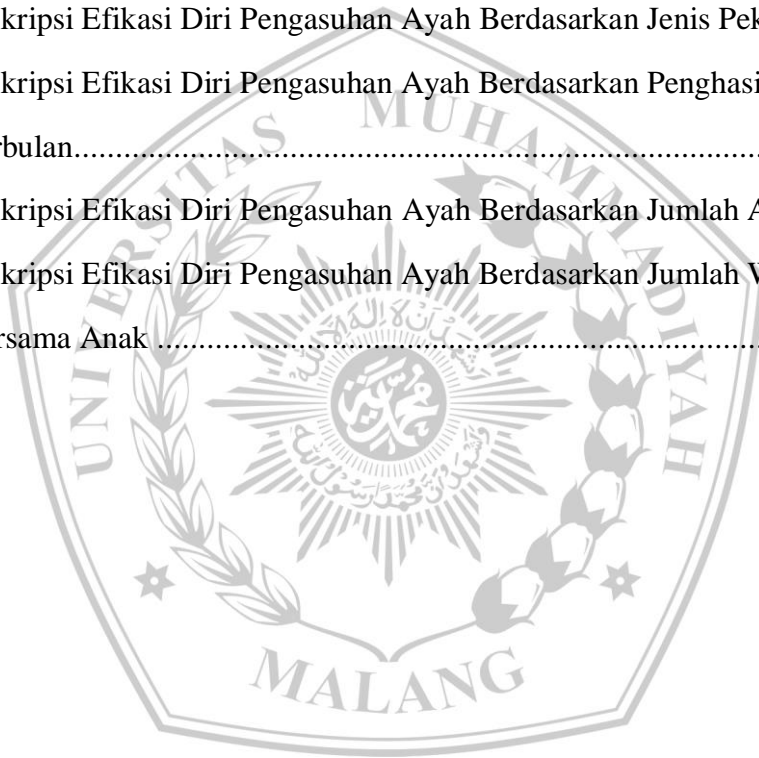 kripsi Efikasi Diri Pengasuhan Ayah Berdasarkan Jenis Pek
kripsi Efikasi Diri Pengasuhan Ayah Berdasarkan Penghasi
rbulan...........................................................................
kripsi Efikasi Diri Pengasuhan Ayah Berdasarkan Jumlah A
kripsi Efikasi Diri Pengasuhan Ayah Berdasarkan Jumlah W
rsama Anak .........................................................................
UNIVERSITAS MUHAMMADIYAH
MALANG